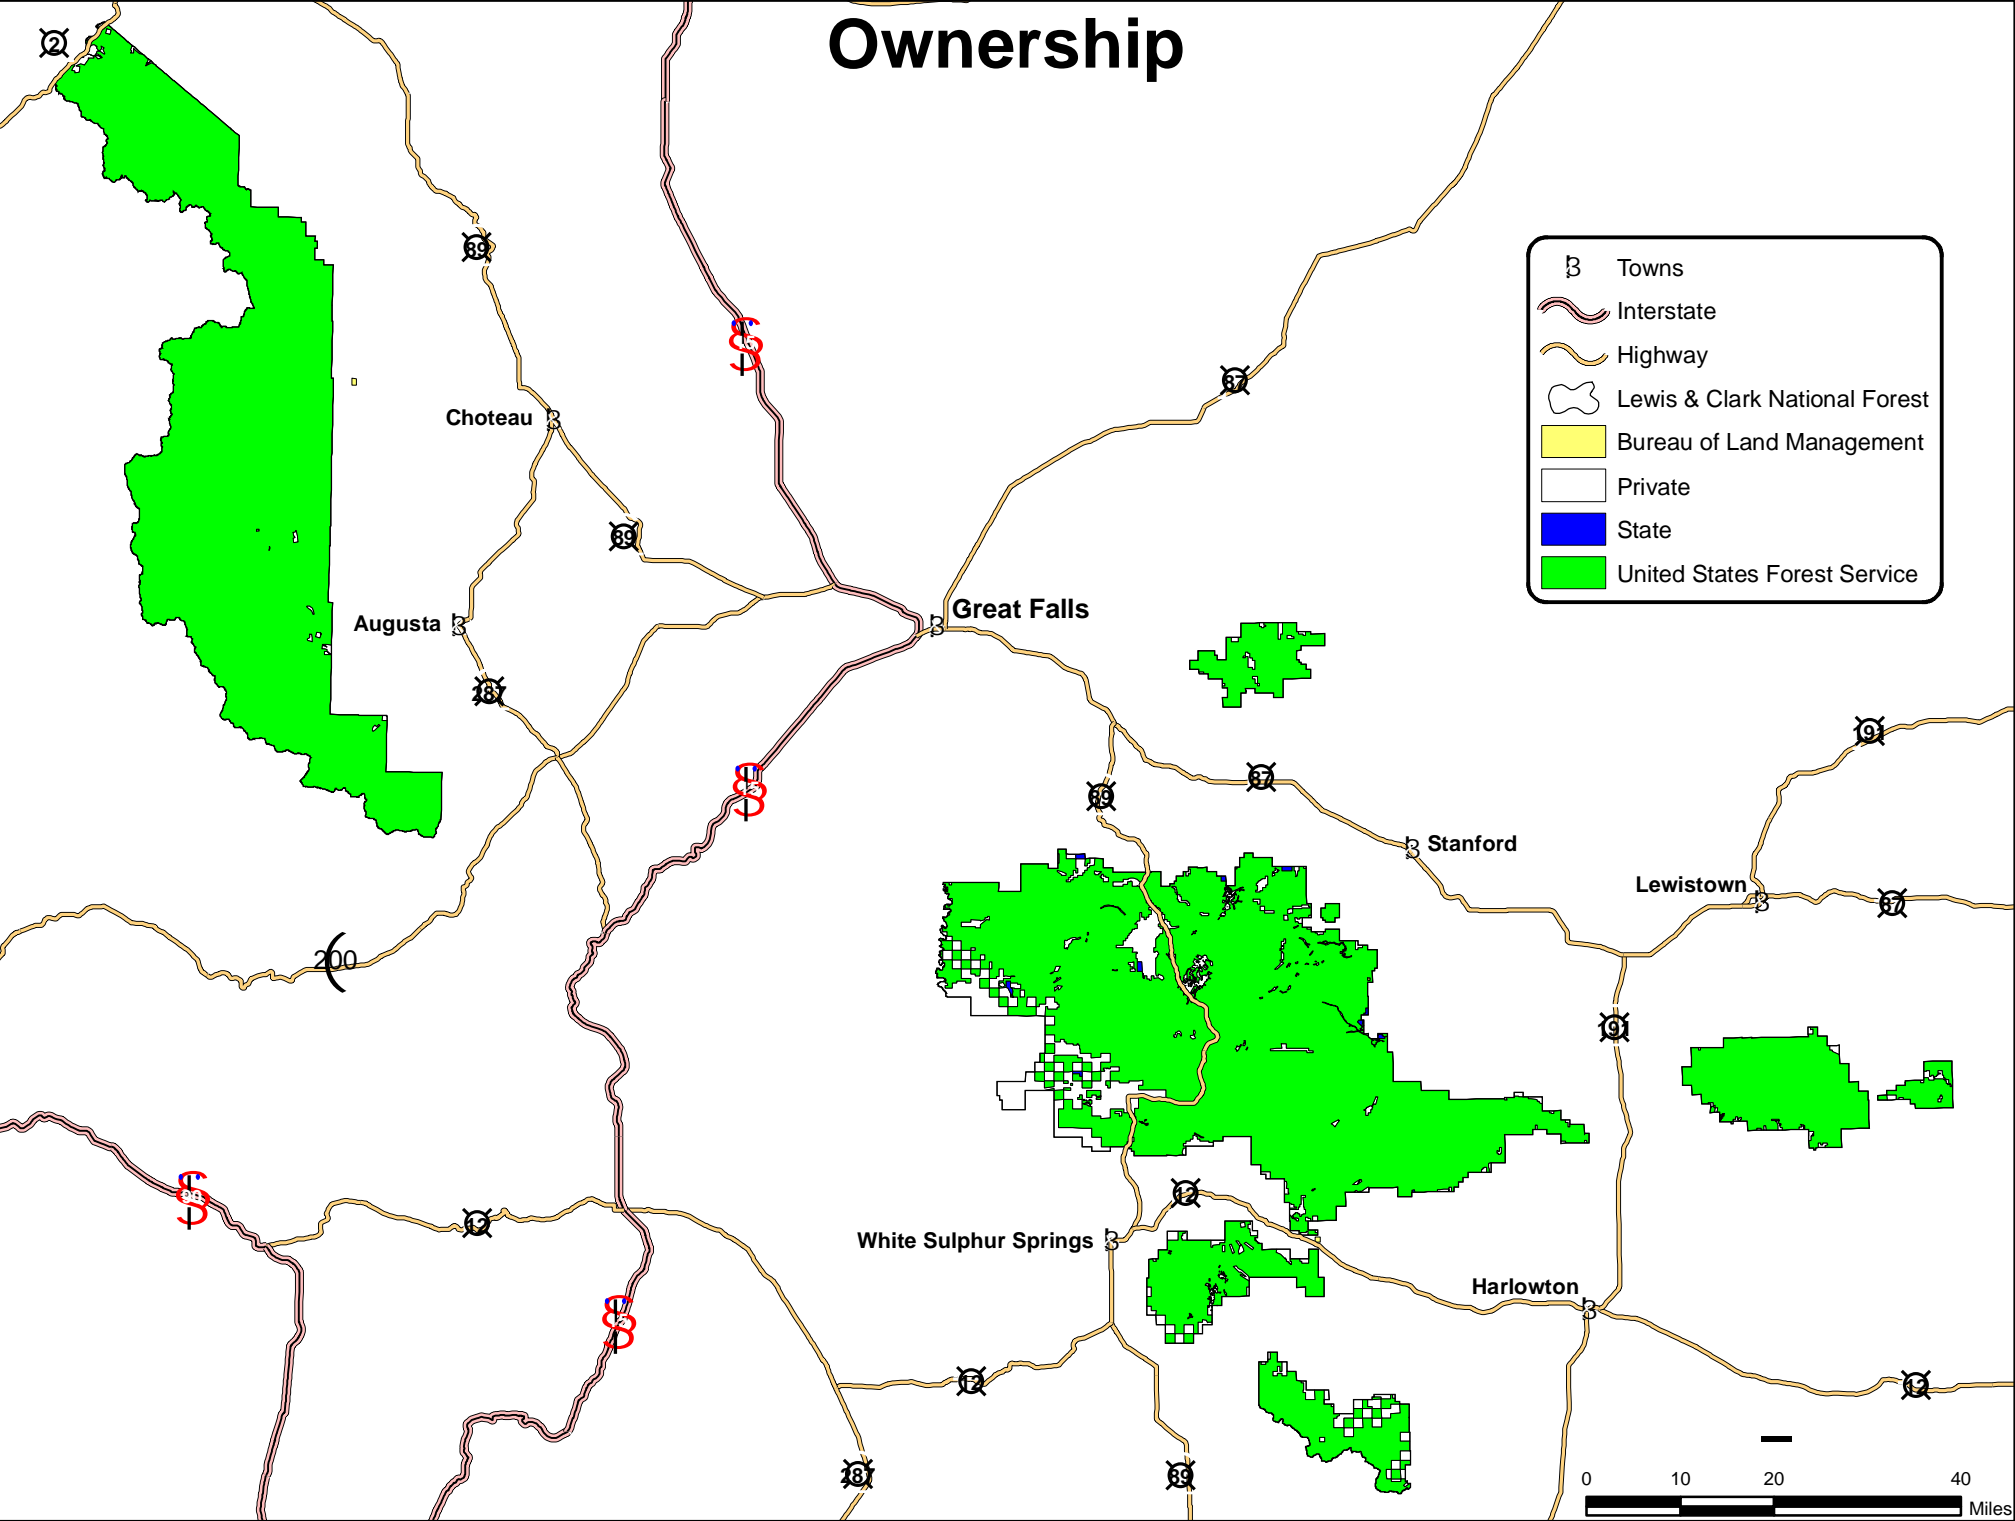 Ownership
2
89
Towns
Interstate
Highway
Lewis & Clark National Forest
Bureau of Land Management
Private
State
United States Forest Service
87
Choteau
89
Great Falls
Augusta
287
191
87
89
Stanford
Lewistown
87
200
191
90
12
12
White Sulphur Springs
Harlowton
12
12
287
89
0 10 20 40
Miles